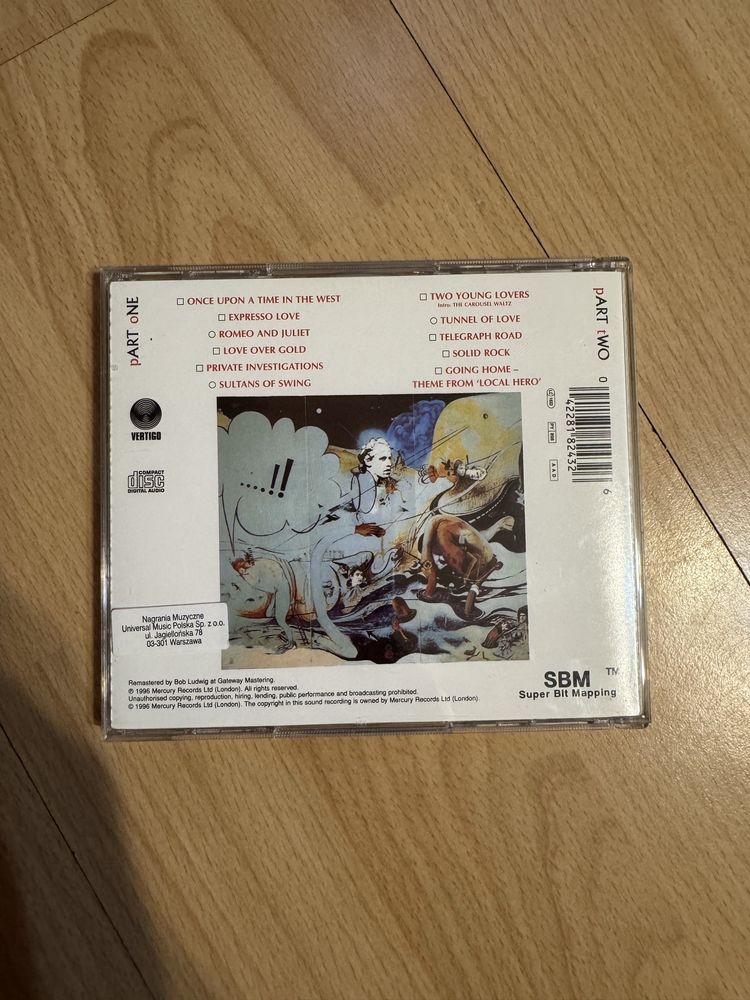 pART oNE
ONCE UPON A TIME IN THE WEST
EXPRESSO LOVE
ROMEO AND JULIET
LOVE OVER GOLD
PRIVATE INVESTIGATIONS
SULTANS OF SWING
TWO YOUNG LOVERS
Intro: THE CAROUSEL WALTZ
TUNNEL OF LOVE
TELEGRAPH ROAD
SOLID ROCK
GOING HOME –
THEME FROM 'LOCAL HERO'
pART tWO
VERTIGO
COMPACT
disc
DIGITAL AUDIO
....!!
0 42281 82432 6
AAD
Nagrania Muzyczne
Universal Music Polska Sp. z o.o.
ul. Jagiellońska 78
03-301 Warszawa
Remastered by Bob Ludwig at Gateway Mastering.
℗ 1996 Mercury Records Ltd (London). All rights reserved.
Unauthorised copying, reproduction, hiring, lending, public performance and broadcasting prohibited.
© 1996 Mercury Records Ltd (London). The copyright in this sound recording is owned by Mercury Records Ltd (London).
SBM TM
Super Bit Mapping